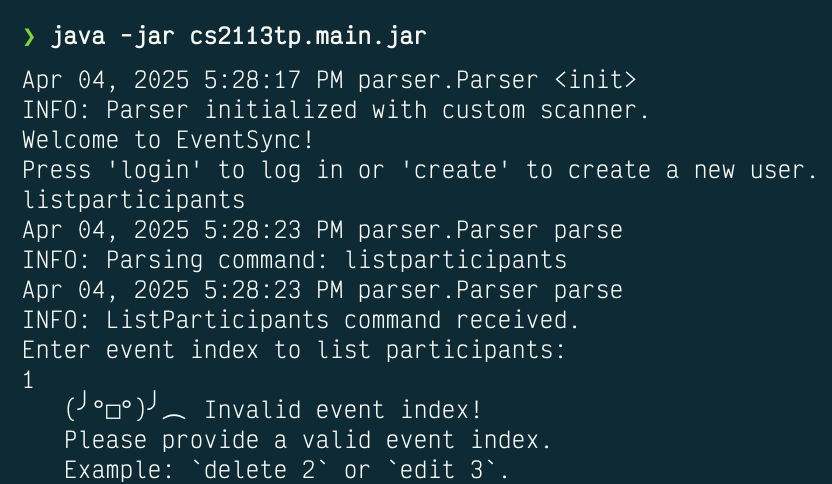 ❯ java -jar cs2113tp.main.jar
Apr 04, 2025 5:28:17 PM parser.Parser <init>
INFO: Parser initialized with custom scanner.
Welcome to EventSync!
Press 'login' to log in or 'create' to create a new user.
listparticipants
Apr 04, 2025 5:28:23 PM parser.Parser parse
INFO: Parsing command: listparticipants
Apr 04, 2025 5:28:23 PM parser.Parser parse
INFO: ListParticipants command received.
Enter event index to list participants:
1
(╯°□°)╯︵ Invalid event index!
Please provide a valid event index.
Example: `delete 2` or `edit 3`.